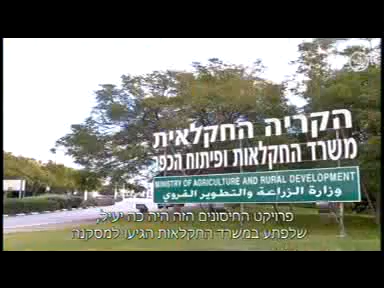 הקריה החקלאית
משרד החקלאות ופיתוח הכפר
MINISTRY OF AGRICULTURE AND RURAL DEVELOPMENT
وزارة الزراعة والتطوير القروي
פרויקט החיסונים הזה היה כה יעיל,
שלפתע במשרד החקלאות הגיעו למסקנה